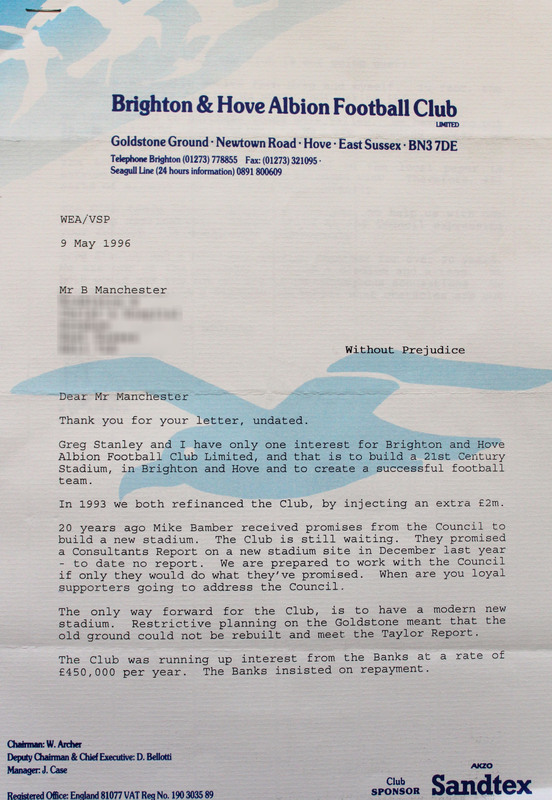 Brighton & Hove Albion Football Club
LIMITED
Goldstone Ground · Newtown Road · Hove · East Sussex · BN3 7DE
Telephone Brighton (01273) 778855 Fax: (01273) 321095 ·
Seagull Line (24 hours information) 0891 800609
WEA/VSP
9 May 1996
Mr B Manchester
Without Prejudice
Dear Mr Manchester
Thank you for your letter, undated.
Greg Stanley and I have only one interest for Brighton and Hove
Albion Football Club Limited, and that is to build a 21st Century
Stadium, in Brighton and Hove and to create a successful football
team.
In 1993 we both refinanced the Club, by injecting an extra £2m.
20 years ago Mike Bamber received promises from the Council to
build a new stadium. The Club is still waiting. They promised
a Consultants Report on a new stadium site in December last year
- to date no report. We are prepared to work with the Council
if only they would do what they've promised. When are you loyal
supporters going to address the Council.
The only way forward for the Club, is to have a modern new
stadium. Restrictive planning on the Goldstone meant that the
old ground could not be rebuilt and meet the Taylor Report.
The Club was running up interest from the Banks at a rate of
£450,000 per year. The Banks insisted on repayment.
Chairman: W. Archer
Deputy Chairman & Chief Executive: D. Bellotti
Manager: J. Case
Registered Office: England 81077 VAT Reg No. 190 3035 89
Club
SPONSOR
AKZO
Sandtex